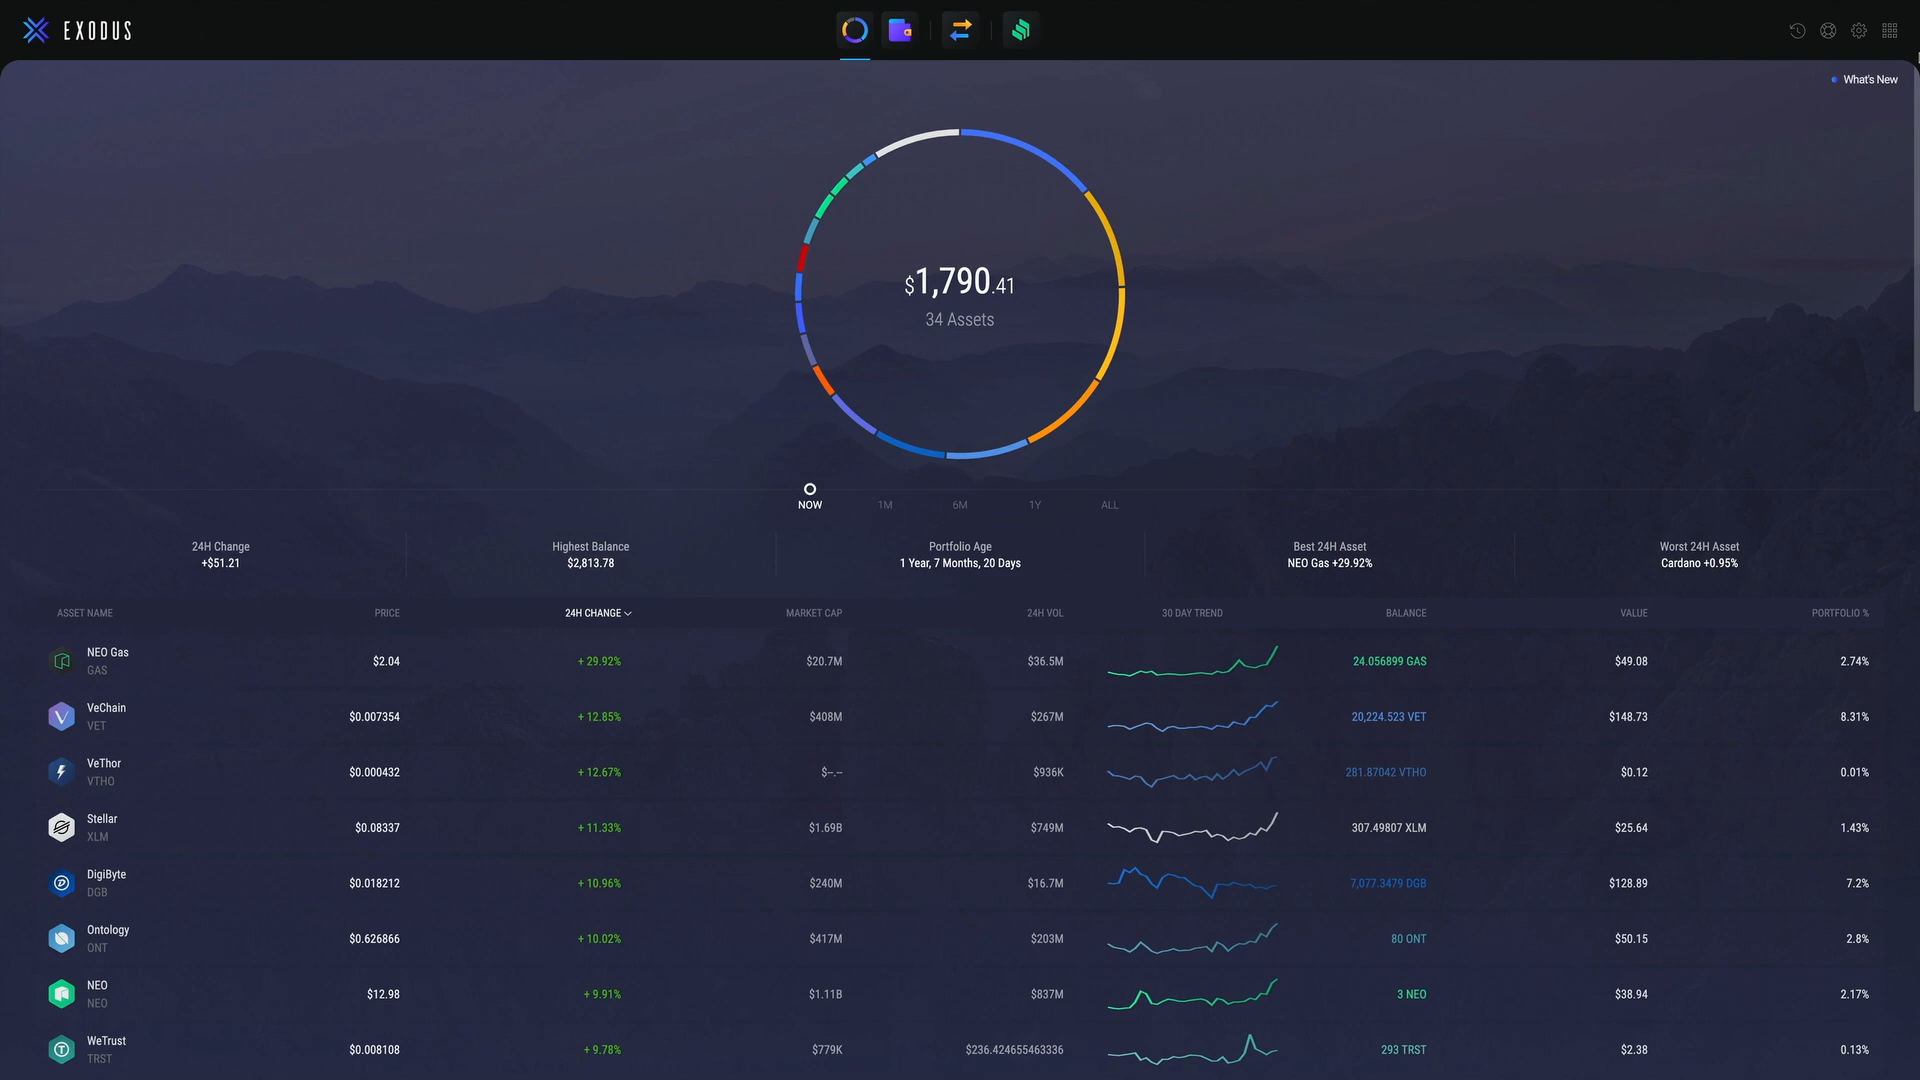 EXODUS
What's New
$1,790.41
34 Assets
NOW 1M 6M 1Y ALL
24H Change Highest Balance Portfolio Age Best 24H Asset Worst 24H Asset
+$51.21 $2,813.78 1 Year, 7 Months, 20 Days NEO Gas +29.92% Cardano +0.95%
ASSET NAME PRICE 24H CHANGE MARKET CAP 24H VOL 30 DAY TREND BALANCE VALUE PORTFOLIO %
NEO Gas
GAS
$2.04 + 29.92% $20.7M $36.5M 24.056899 GAS $49.08 2.74%
VeChain
VET
$0.007354 + 12.85% $408M $267M 20,224.523 VET $148.73 8.31%
VeThor
VTHO
$0.000432 + 12.67% $--.-- $936K 281.87042 VTHO $0.12 0.01%
Stellar
XLM
$0.08337 + 11.33% $1.69B $749M 307.49807 XLM $25.64 1.43%
DigiByte
DGB
$0.018212 + 10.96% $240M $16.7M 7,077.3479 DGB $128.89 7.2%
Ontology
ONT
$0.626866 + 10.02% $417M $203M 80 ONT $50.15 2.8%
NEO
NEO
$12.98 + 9.91% $1.11B $837M 3 NEO $38.94 2.17%
WeTrust
TRST
$0.008108 + 9.78% $779K $236.424655463336 293 TRST $2.38 0.13%